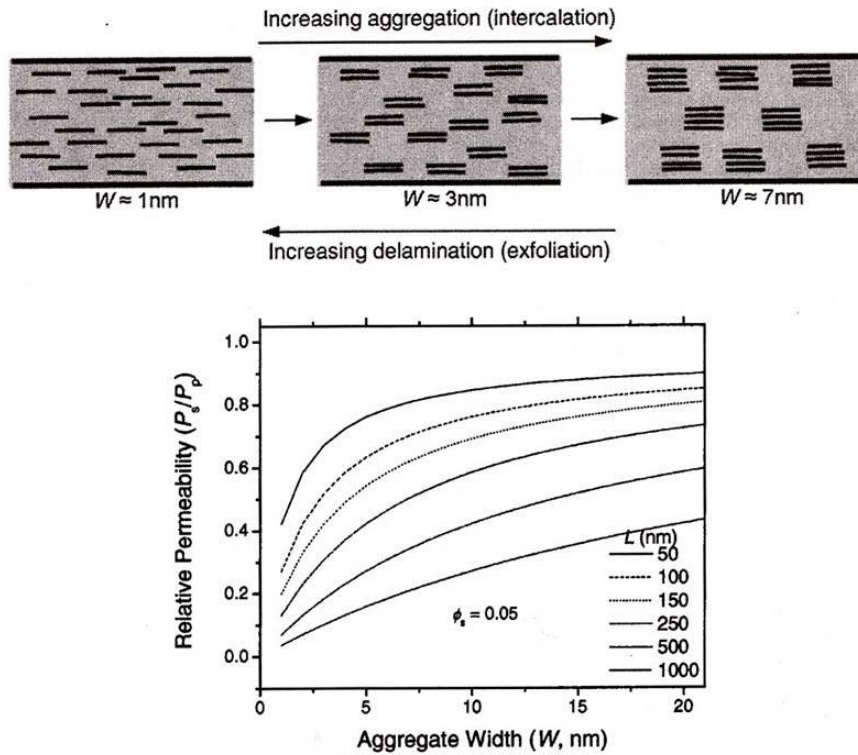 Increasing aggregation (intercalation)
W ≈ 1nm
W ≈ 3nm
W ≈ 7nm
Increasing delamination (exfoliation)
Relative Permeability (Pₛ/Pₚ)
1.0
0.8
0.6
0.4
0.2
0.0
L (nm)
50
100
150
250
500
1000
ϕₛ = 0.05
0 5 10 15 20
Aggregate Width (W, nm)